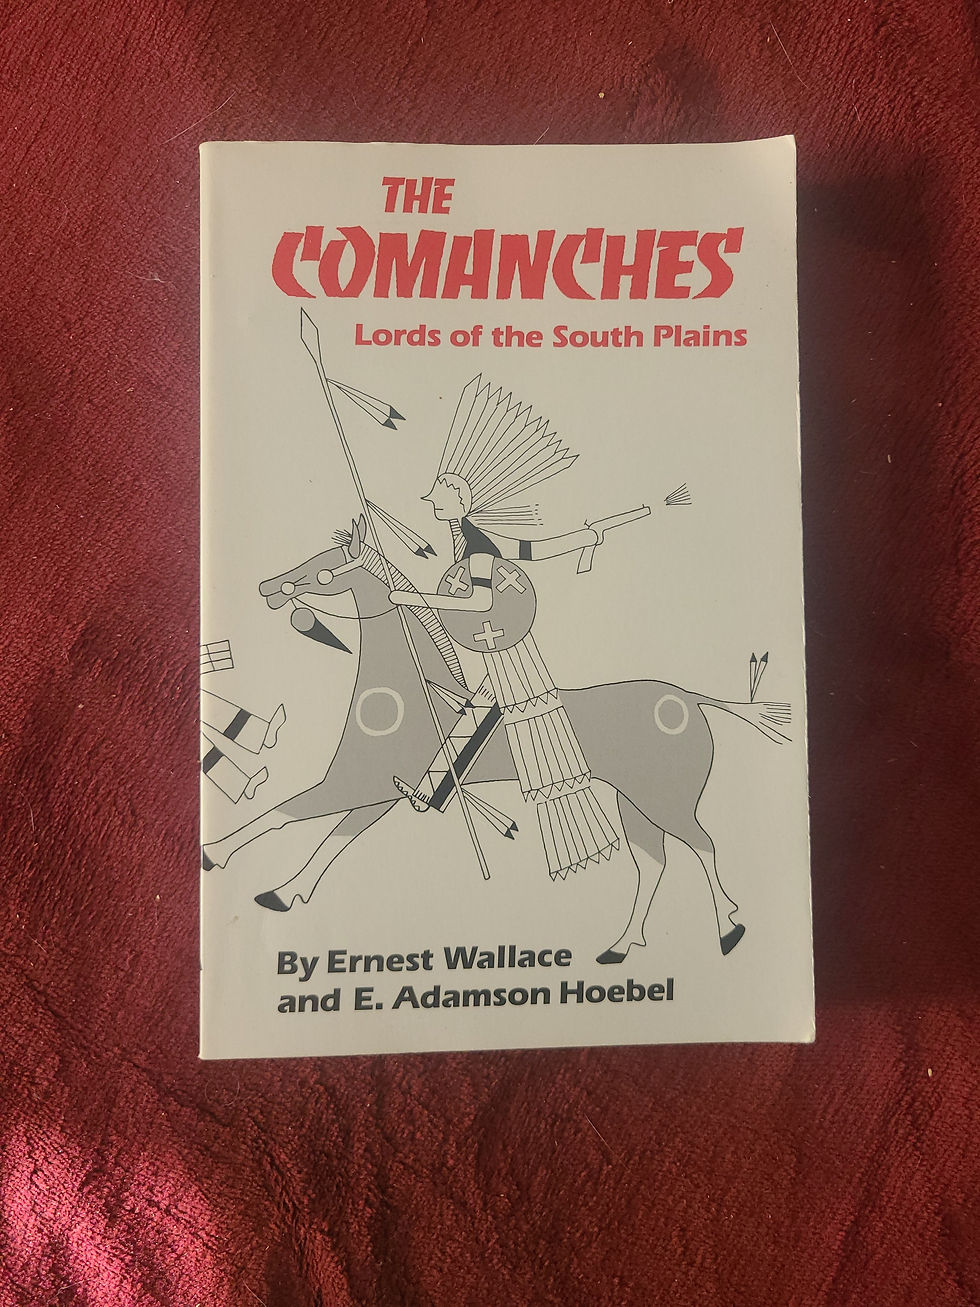 THE
COMANCHES
Lords of the South Plains
By Ernest Wallace
and E. Adamson Hoebel